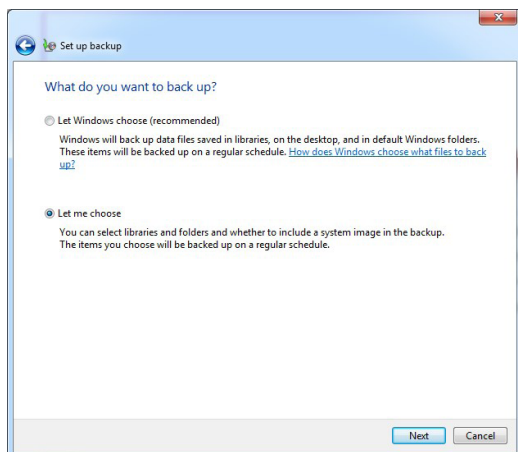 Set up backup
What do you want to back up?
Let Windows choose (recommended)
Windows will back up data files saved in libraries, on the desktop, and in default Windows folders.
These items will be backed up on a regular schedule. How does Windows choose what files to back
up?
Let me choose
You can select libraries and folders and whether to include a system image in the backup.
The items you choose will be backed up on a regular schedule.
Next Cancel